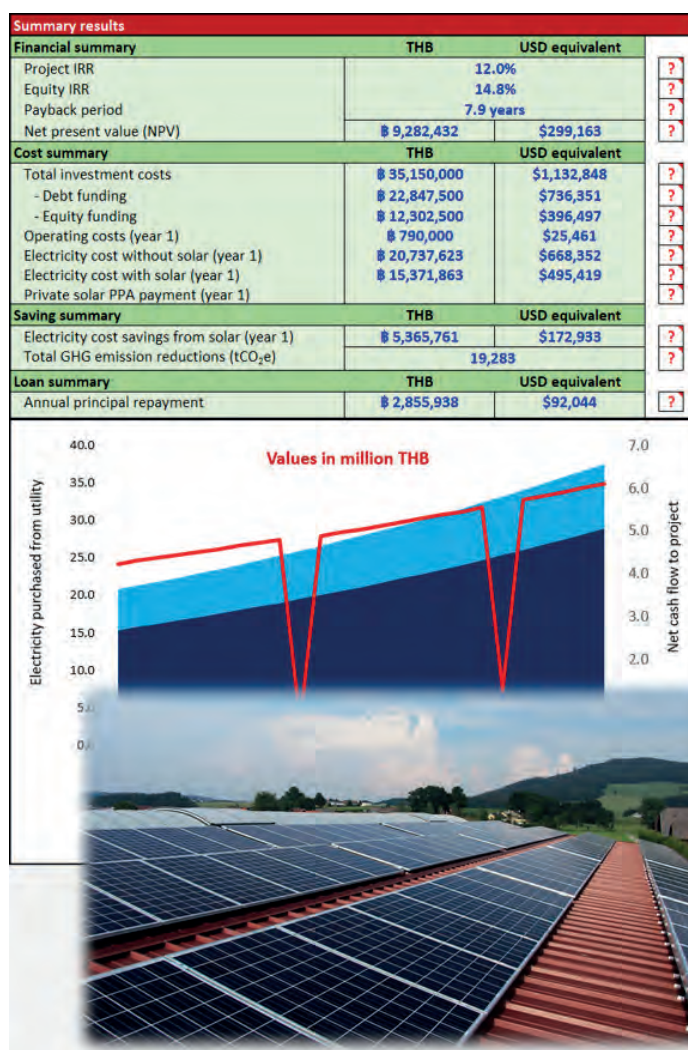 Summary results
Financial summary THB USD equivalent
Project IRR 12.0% ?
Equity IRR 14.8% ?
Payback period 7.9 years ?
Net present value (NPV) ฿ 9,282,432 $299,163 ?
Cost summary THB USD equivalent
Total investment costs ฿ 35,150,000 $1,132,848 ?
- Debt funding ฿ 22,847,500 $736,351 ?
- Equity funding ฿ 12,302,500 $396,497 ?
Operating costs (year 1) ฿ 790,000 $25,461 ?
Electricity cost without solar (year 1) ฿ 20,737,623 $668,352 ?
Electricity cost with solar (year 1) ฿ 15,371,863 $495,419 ?
Private solar PPA payment (year 1) ?
Saving summary THB USD equivalent
Electricity cost savings from solar (year 1) ฿ 5,365,761 $172,933 ?
Total GHG emission reductions (tCO₂e) 19,283 ?
Loan summary THB USD equivalent
Annual principal repayment ฿ 2,855,938 $92,044 ?
Values in million THB
Electricity purchased from utility
40.0
35.0
30.0
25.0
20.0
15.0
10.0
7.0
6.0
5.0
4.0
3.0
2.0
Net cash flow to project